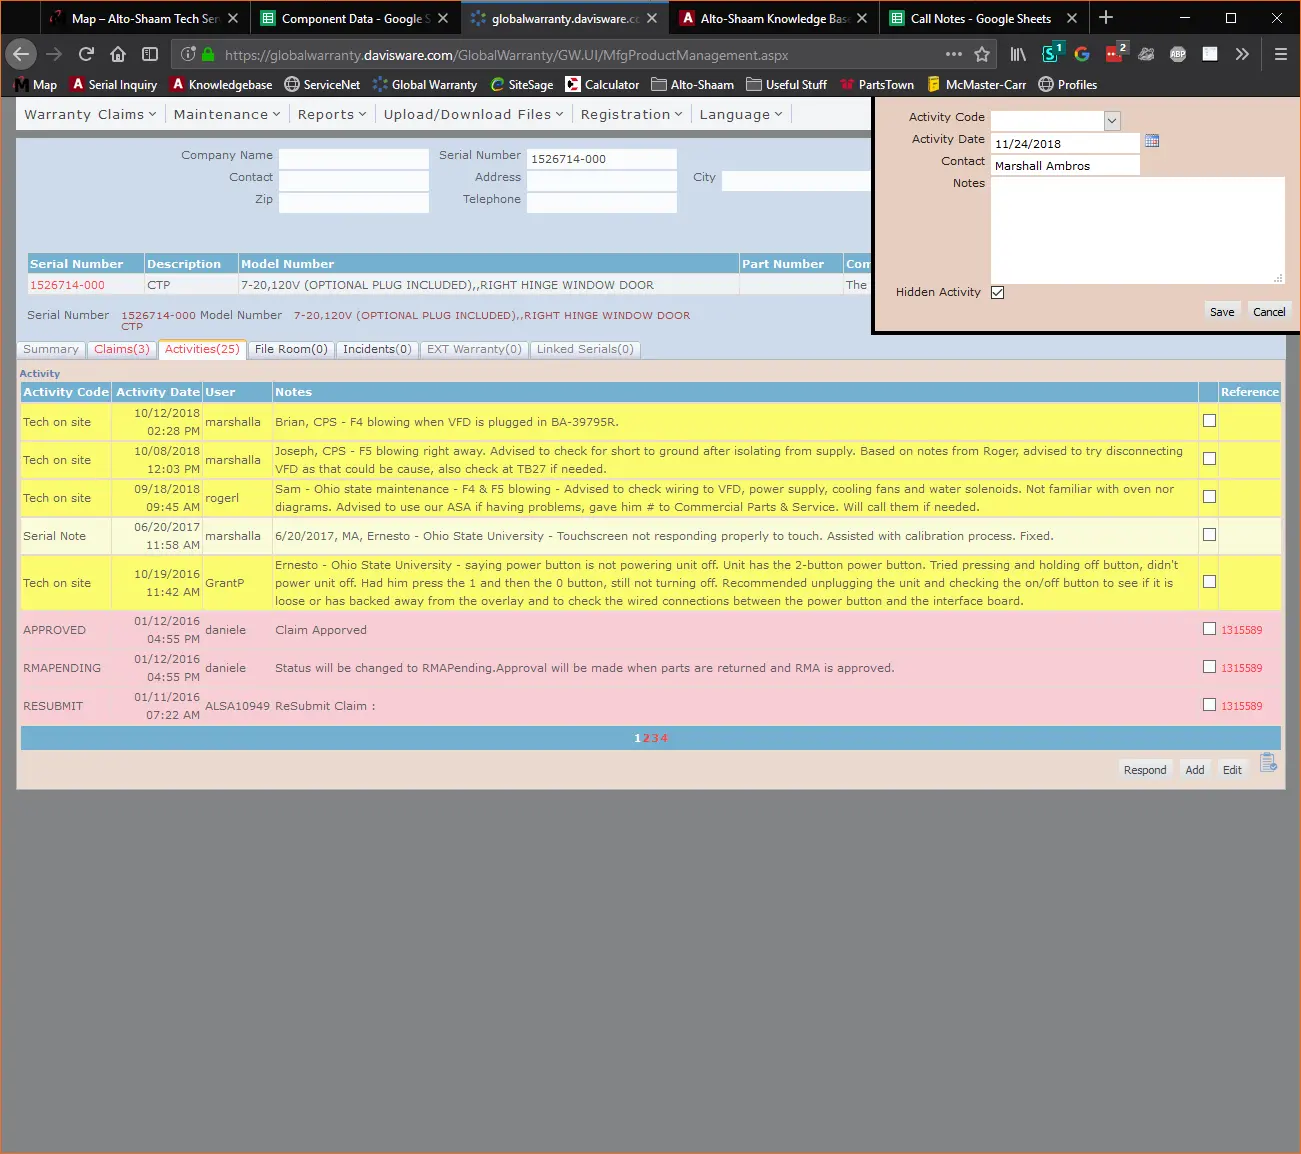 Map – Alto-Shaam Tech Ser
Component Data - Google S
globalwarranty.davisware.co
Alto-Shaam Knowledge Bas
Call Notes - Google Sheets
https://globalwarranty.davisware.com/GlobalWarranty/GW.UI/MfgProductManagement.aspx
1
2
ABP
Map
Serial Inquiry
Knowledgebase
ServiceNet
Global Warranty
SiteSage
Calculator
Alto-Shaam
Useful Stuff
PartsTown
McMaster-Carr
Profiles
Warranty Claims
Maintenance
Reports
Upload/Download Files
Registration
Language
Activity Code
Activity Date 11/24/2018
Contact Marshall Ambros
Notes
Hidden Activity
Save Cancel
Company Name
Serial Number 1526714-000
Contact
Address
City
Zip
Telephone
Serial Number Description Model Number Part Number Com
1526714-000 CTP 7-20,120V (OPTIONAL PLUG INCLUDED),,RIGHT HINGE WINDOW DOOR The
Serial Number 1526714-000 Model Number 7-20,120V (OPTIONAL PLUG INCLUDED),,RIGHT HINGE WINDOW DOOR
CTP
Summary Claims(3) Activities(25) File Room(0) Incidents(0) EXT Warranty(0) Linked Serials(0)
Activity
Activity Code Activity Date User Notes Reference
Tech on site 10/12/2018 02:28 PM marshalla Brian, CPS - F4 blowing when VFD is plugged in BA-39795R.
Tech on site 10/08/2018 12:03 PM marshalla Joseph, CPS - F5 blowing right away. Advised to check for short to ground after isolating from supply. Based on notes from Roger, advised to try disconnecting
VFD as that could be cause, also check at TB27 if needed.
Tech on site 09/18/2018 09:45 AM rogerl Sam - Ohio state maintenance - F4 & F5 blowing - Advised to check wiring to VFD, power supply, cooling fans and water solenoids. Not familiar with oven nor
diagrams. Advised to use our ASA if having problems, gave him # to Commercial Parts & Service. Will call them if needed.
Serial Note 06/20/2017 11:58 AM marshalla 6/20/2017, MA, Ernesto - Ohio State University - Touchscreen not responding properly to touch. Assisted with calibration process. Fixed.
Tech on site 10/19/2016 11:42 AM GrantP Ernesto - Ohio State University - saying power button is not powering unit off. Unit has the 2-button power button. Tried pressing and holding off button, didn't
power unit off. Had him press the 1 and then the 0 button, still not turning off. Recommended unplugging the unit and checking the on/off button to see if it is
loose or has backed away from the overlay and to check the wired connections between the power button and the interface board.
APPROVED 01/12/2016 04:55 PM daniele Claim Apporved 1315589
RMAPENDING 01/12/2016 04:55 PM daniele Status will be changed to RMAPending.Approval will be made when parts are returned and RMA is approved. 1315589
RESUBMIT 01/11/2016 07:22 AM ALSA10949 ReSubmit Claim : 1315589
1 2 3 4
Respond Add Edit